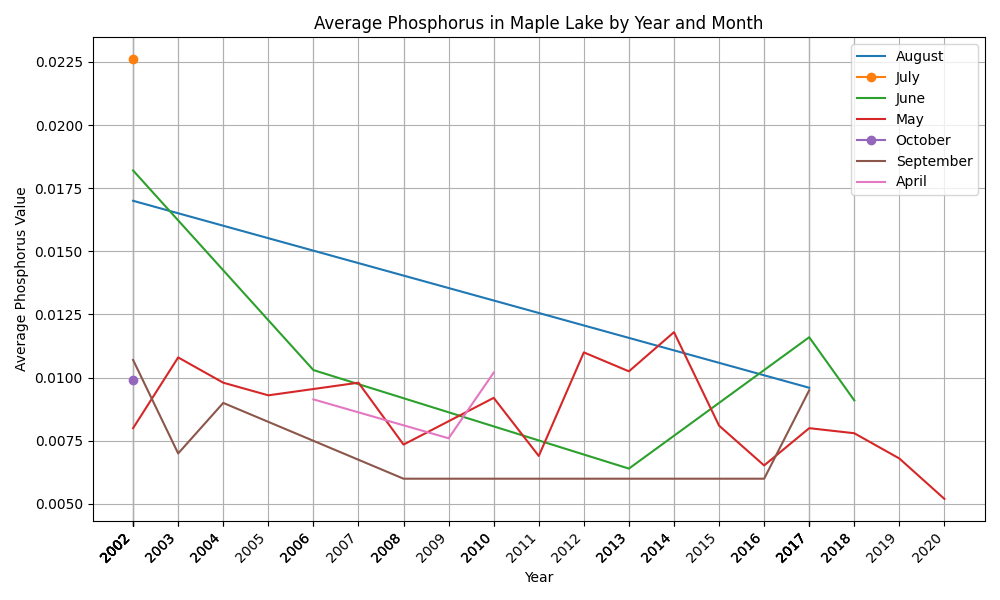 Average Phosphorus in Maple Lake by Year and Month
August
July
June
May
October
September
April
Average Phosphorus Value
0.0225
0.0200
0.0175
0.0150
0.0125
0.0100
0.0075
0.0050
2002
2003
2004
2005
2006
2007
2008
2009
2010
2011
2012
2013
2014
2015
2016
2017
2018
2019
2020
Year